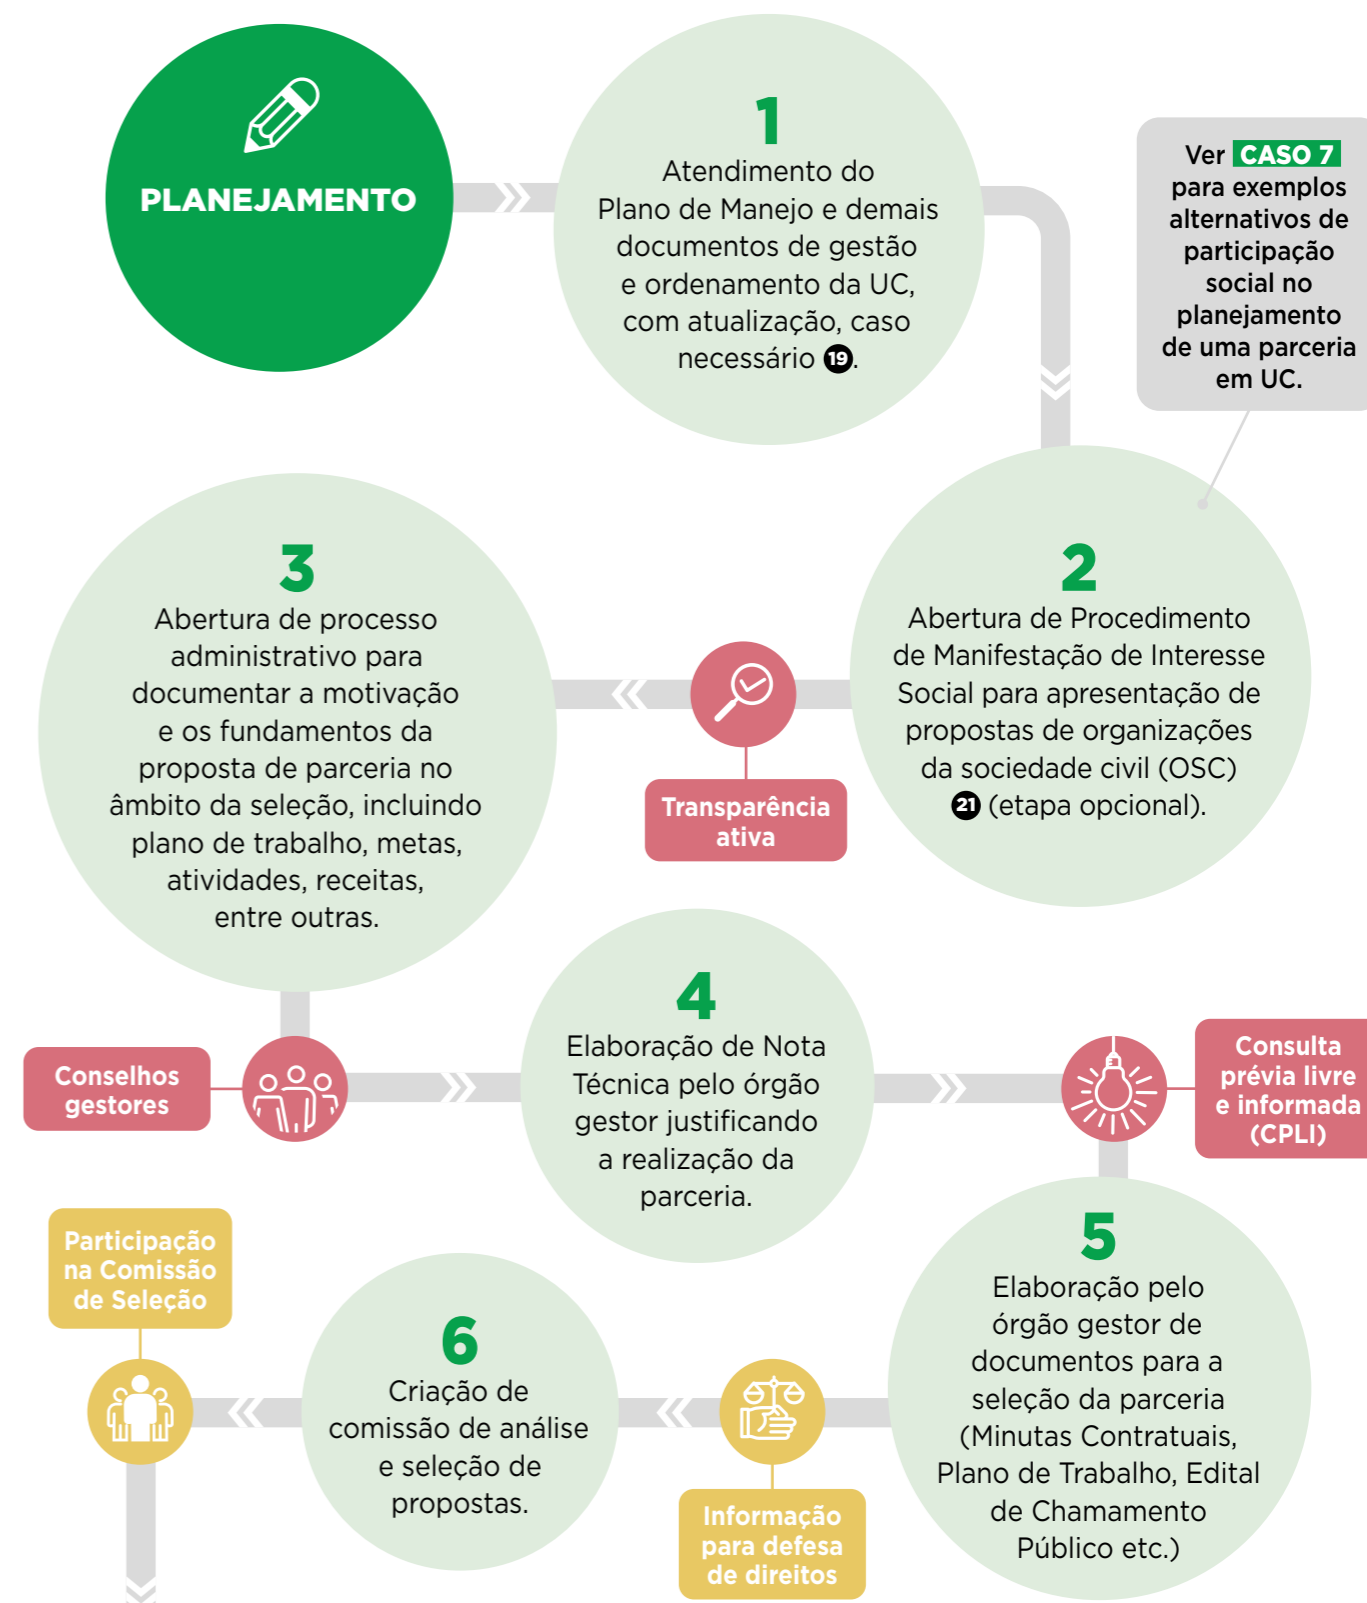 PLANEJAMENTO
1
Atendimento do
Plano de Manejo e demais
documentos de gestão
e ordenamento da UC,
com atualização, caso
necessário 19.
Ver CASO 7
para exemplos
alternativos de
participação
social no
planejamento
de uma parceria
em UC.
2
Abertura de Procedimento
de Manifestação de Interesse
Social para apresentação de
propostas de organizações
da sociedade civil (OSC)
21 (etapa opcional).
Transparência
ativa
3
Abertura de processo
administrativo para
documentar a motivação
e os fundamentos da
proposta de parceria no
âmbito da seleção, incluindo
plano de trabalho, metas,
atividades, receitas,
entre outras.
Conselhos
gestores
4
Elaboração de Nota
Técnica pelo órgão
gestor justificando
a realização da
parceria.
Consulta
prévia livre
e informada
(CPLI)
5
Elaboração pelo
órgão gestor de
documentos para a
seleção da parceria
(Minutas Contratuais,
Plano de Trabalho, Edital
de Chamamento
Público etc.)
Informação
para defesa
de direitos
6
Criação de
comissão de análise
e seleção de
propostas.
Participação
na Comissão
de Seleção